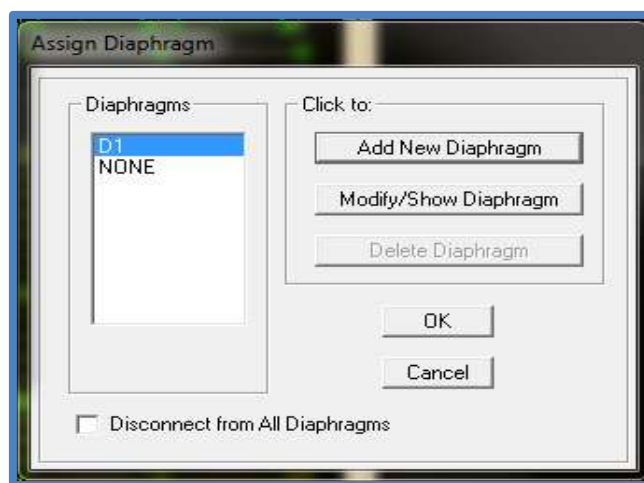 Assign Diaphragm
Diaphragms
D1
NONE
Click to:
Add New Diaphragm
Modify/Show Diaphragm
Delete Diaphragm
OK
Cancel
Disconnect from All Diaphragms